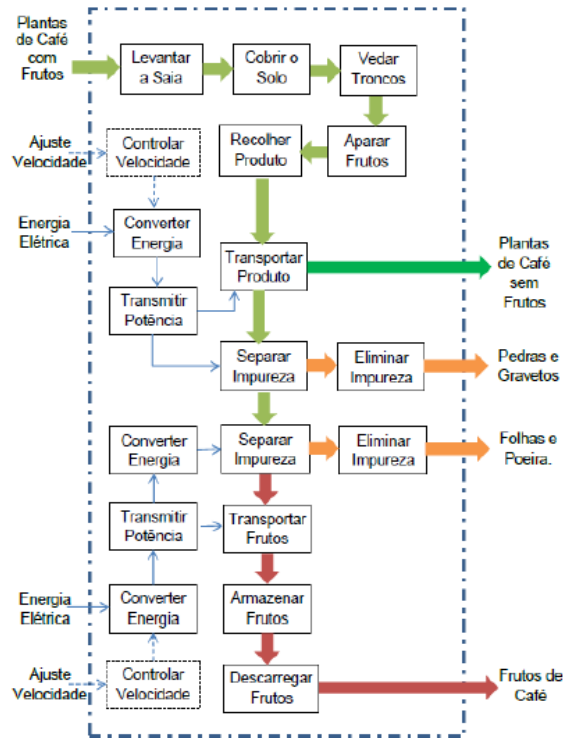 Plantas
de Café
com
Frutos
Levantar
a Saia
Cobrir o
Solo
Vedar
Troncos
Ajuste
Velocidade
Controlar
Velocidade
Recolher
Produto
Aparar
Frutos
Energia
Elétrica
Converter
Energia
Transportar
Produto
Plantas
de Café
sem
Frutos
Transmitir
Potência
Separar
Impureza
Eliminar
Impureza
Pedras e
Gravetos
Converter
Energia
Separar
Impureza
Eliminar
Impureza
Folhas e
Poeira.
Transmitir
Potência
Transportar
Frutos
Energia
Elétrica
Converter
Energia
Armazenar
Frutos
Ajuste
Velocidade
Controlar
Velocidade
Descarregar
Frutos
Frutos de
Café